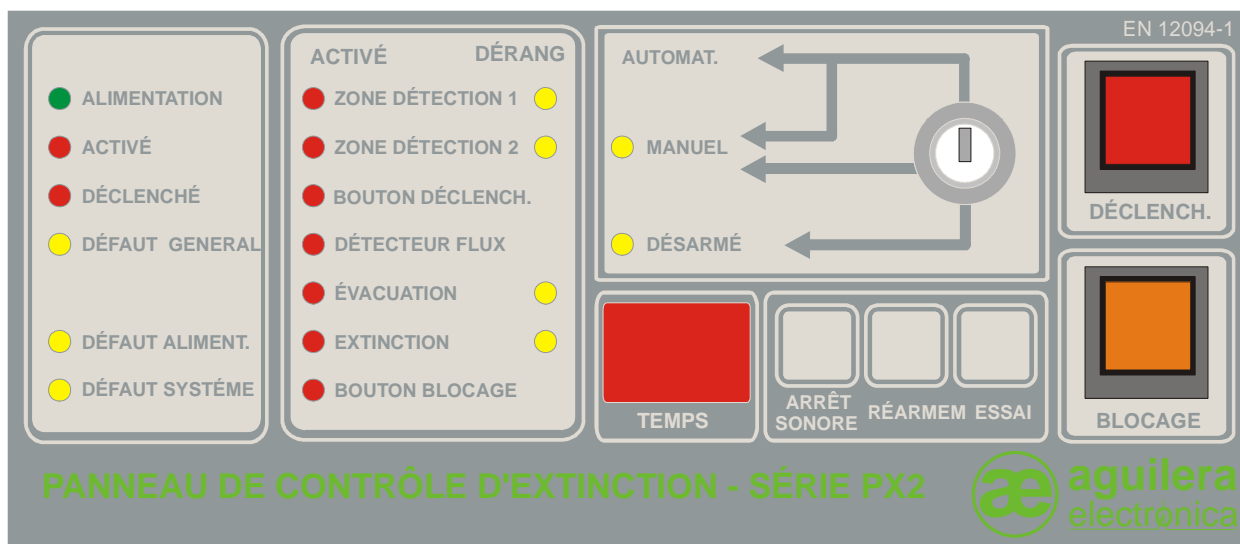 EN 12094-1
ALIMENTATION
ACTIVÉ
DÉCLENCHÉ
DÉFAUT GENERAL
DÉFAUT ALIMENT.
DÉFAUT SYSTÉME
ACTIVÉ DÉRANG
ZONE DÉTECTION 1
ZONE DÉTECTION 2
BOUTON DÉCLENCH.
DÉTECTEUR FLUX
ÉVACUATION
EXTINCTION
BOUTON BLOCAGE
AUTOMAT.
MANUEL
DÉSARMÉ
TEMPS
ARRÊT
SONORE
RÉARMEM
ESSAI
DÉCLENCH.
BLOCAGE
PANNEAU DE CONTRÔLE D'EXTINCTION - SÉRIE PX2
æ
aguilera
electrónica